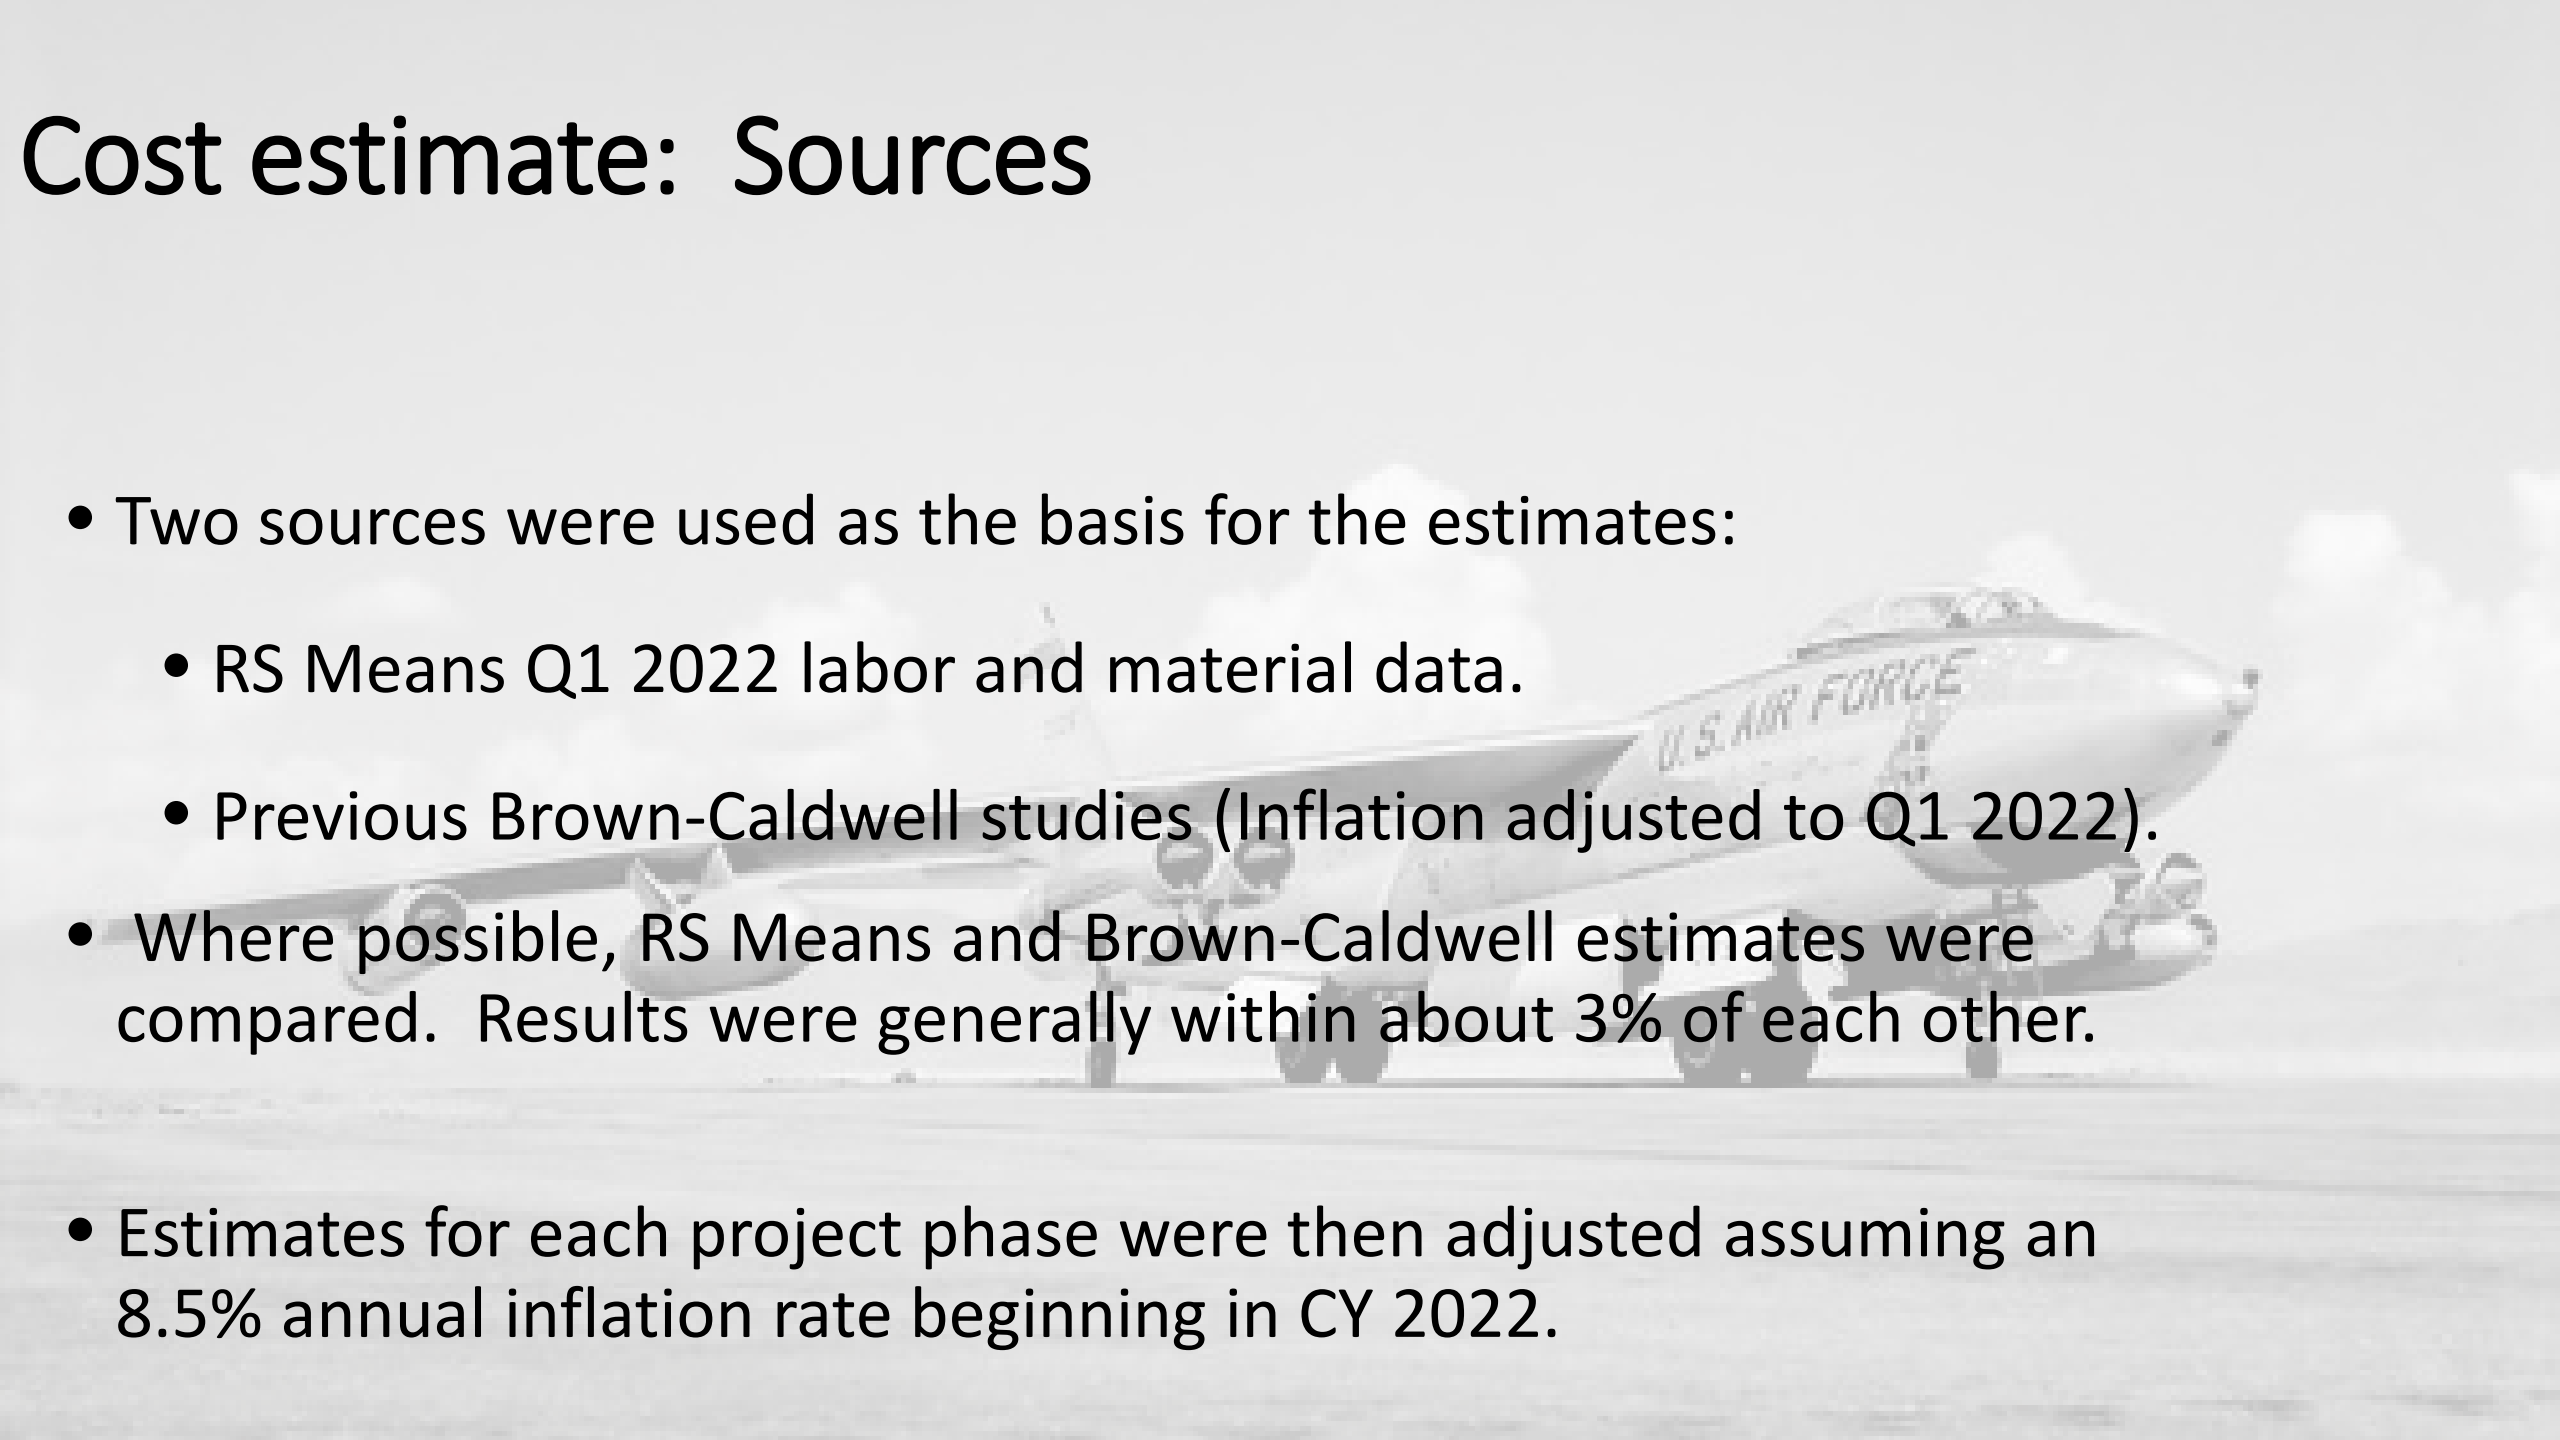 Cost estimate:  Sources
• Two sources were used as the basis for the estimates:
• RS Means Q1 2022 labor and material data.
U.S. AIR FORCE
• Previous Brown-Caldwell studies (Inflation adjusted to Q1 2022).
• Where possible, RS Means and Brown-Caldwell estimates were
compared.  Results were generally within about 3% of each other.
• Estimates for each project phase were then adjusted assuming an
8.5% annual inflation rate beginning in CY 2022.